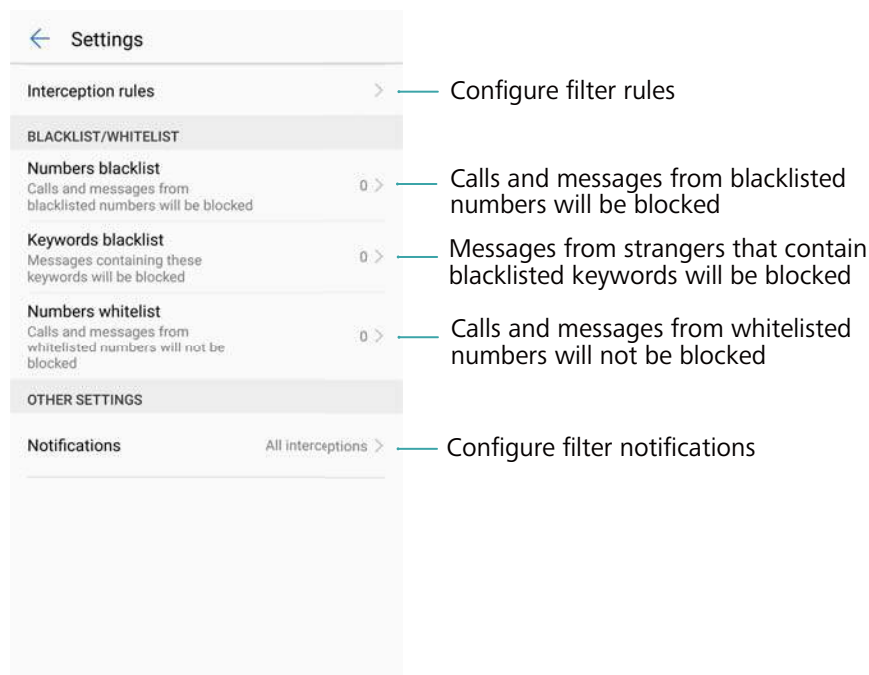 Settings
Interception rules
Configure filter rules
BLACKLIST/WHITELIST
Numbers blacklist
Calls and messages from
blacklisted numbers will be blocked
0
Calls and messages from blacklisted
numbers will be blocked
Keywords blacklist
Messages containing these
keywords will be blocked
0
Messages from strangers that contain
blacklisted keywords will be blocked
Numbers whitelist
Calls and messages from
whitelisted numbers will not be
blocked
0
Calls and messages from whitelisted
numbers will not be blocked
OTHER SETTINGS
Notifications
All interceptions
Configure filter notifications